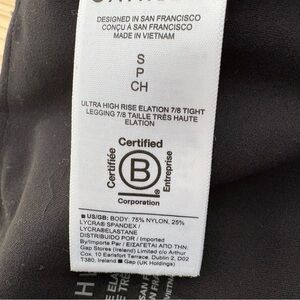 DESIGNED IN SAN FRANCISCO
CONÇU À SAN FRANCISCO
MADE IN VIETNAM
S
P
CH
ULTRA HIGH RISE ELATION 7/8 TIGHT
LEGGING 7/8 TAILLE TRÈS HAUTE
ELATION
Certified
Certifiée
B
Entreprise
Corporation
US/GB: BODY: 75% NYLON, 25%
LYCRA® SPANDEX /
LYCRA®ELASTANE
DISTRIBUIDO POR / Imported
By/Importe Par / ΕΙΣΑΓΕΤΑΙ ΑΠΟ ΤΗΝ:
Gap Stores (Ireland) Limited c/o Arthur
Cox, 10 Earlsfort Terrace, Dublin 2, D02
T380, Ireland Gap (UK Holdings)